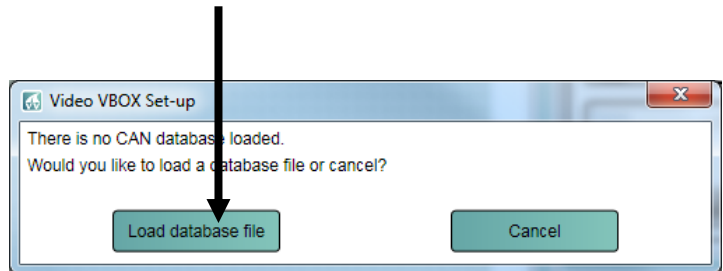 Video VBOX Set-up
There is no CAN database loaded.
Would you like to load a database file or cancel?
Load database file
Cancel